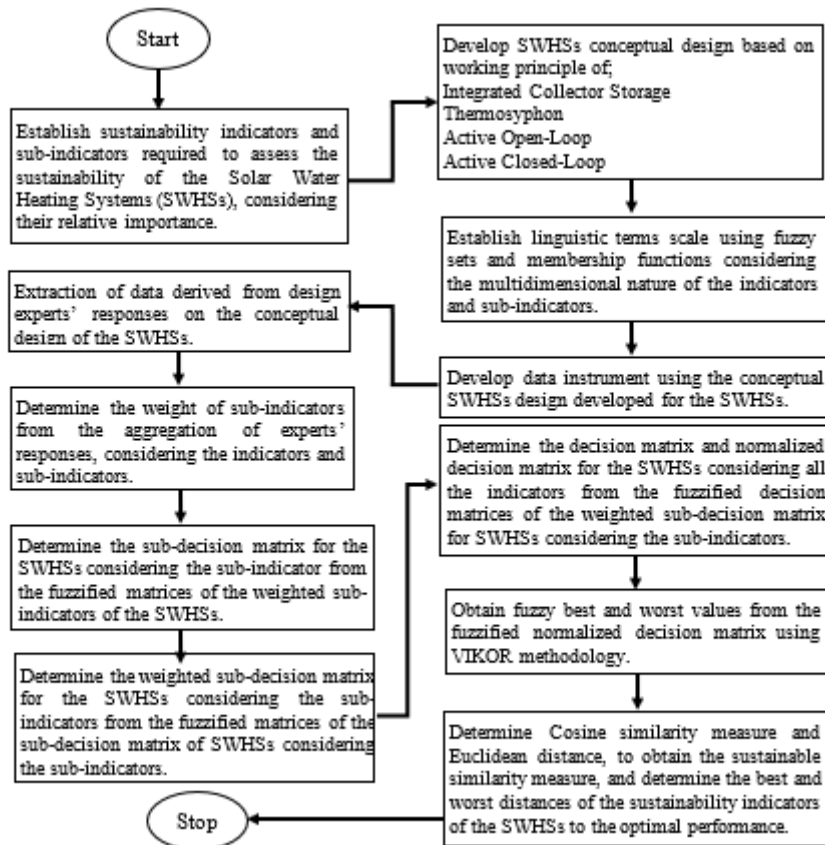 Start
Establish sustainability indicators and
sub-indicators required to assess the
sustainability of the Solar Water
Heating Systems (SWHSs), considering
their relative importance.
Develop SWHSs conceptual design based on
working principle of;
Integrated Collector Storage
Thermosyphon
Active Open-Loop
Active Closed-Loop
Establish linguistic terms scale using fuzzy
sets and membership functions considering
the multidimensional nature of the indicators
and sub-indicators.
Develop data instrument using the conceptual
SWHSs design developed for the SWHSs.
Extraction of data derived from design
experts' responses on the conceptual
design of the SWHSs.
Determine the weight of sub-indicators
from the aggregation of experts'
responses, considering the indicators and
sub-indicators.
Determine the sub-decision matrix for the
SWHSs considering the sub-indicator from
the fuzzified matrices of the weighted sub-
indicators of the SWHSs.
Determine the weighted sub-decision matrix
for the SWHSs considering the sub-
indicators from the fuzzified matrices of the
sub-decision matrix of SWHSs considering
the sub-indicators.
Determine the decision matrix and normalized
decision matrix for the SWHSs considering all
the indicators from the fuzzified decision
matrices of the weighted sub-decision matrix
for SWHSs considering the sub-indicators.
Obtain fuzzy best and worst values from the
fuzzified normalized decision matrix using
VIKOR methodology.
Determine Cosine similarity measure and
Euclidean distance, to obtain the sustainable
similarity measure, and determine the best and
worst distances of the sustainability indicators
of the SWHSs to the optimal performance.
Stop